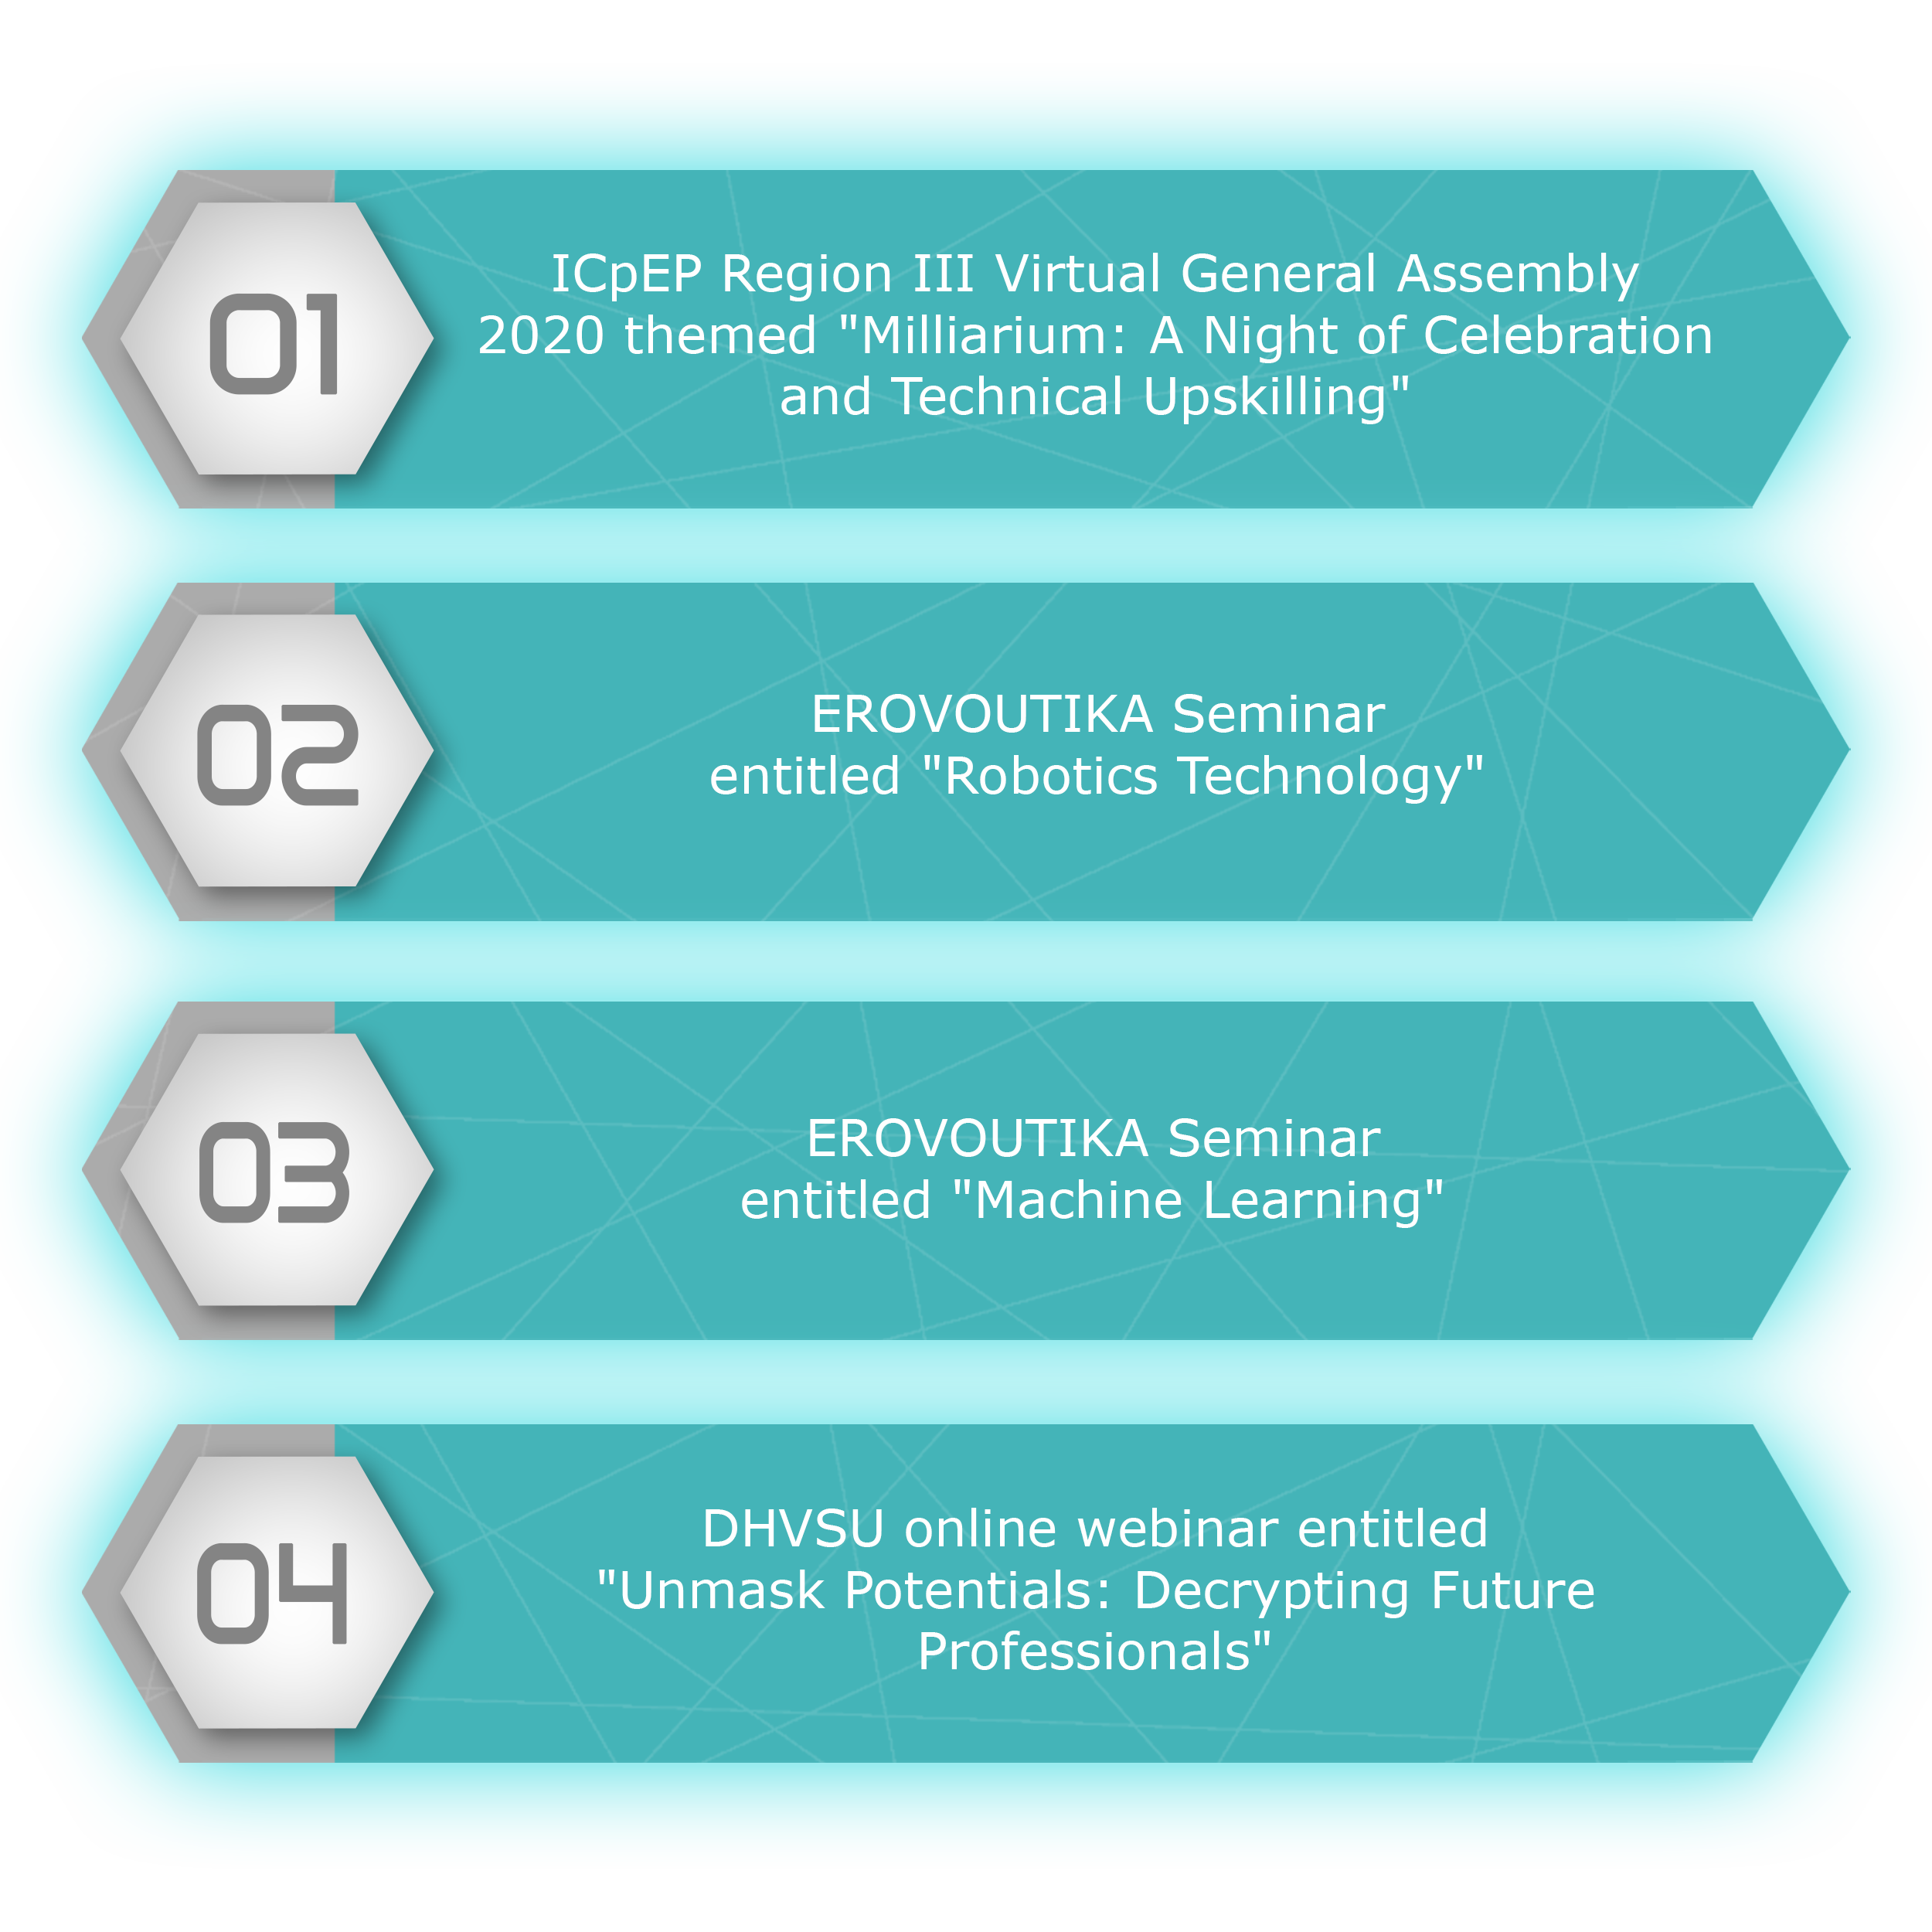 01
ICpEP Region III Virtual General Assembly
2020 themed "Milliarium: A Night of Celebration
and Technical Upskilling"
02
EROVOUTIKA Seminar
entitled "Robotics Technology"
03
EROVOUTIKA Seminar
entitled "Machine Learning"
04
DHVSU online webinar entitled
"Unmask Potentials: Decrypting Future
Professionals"